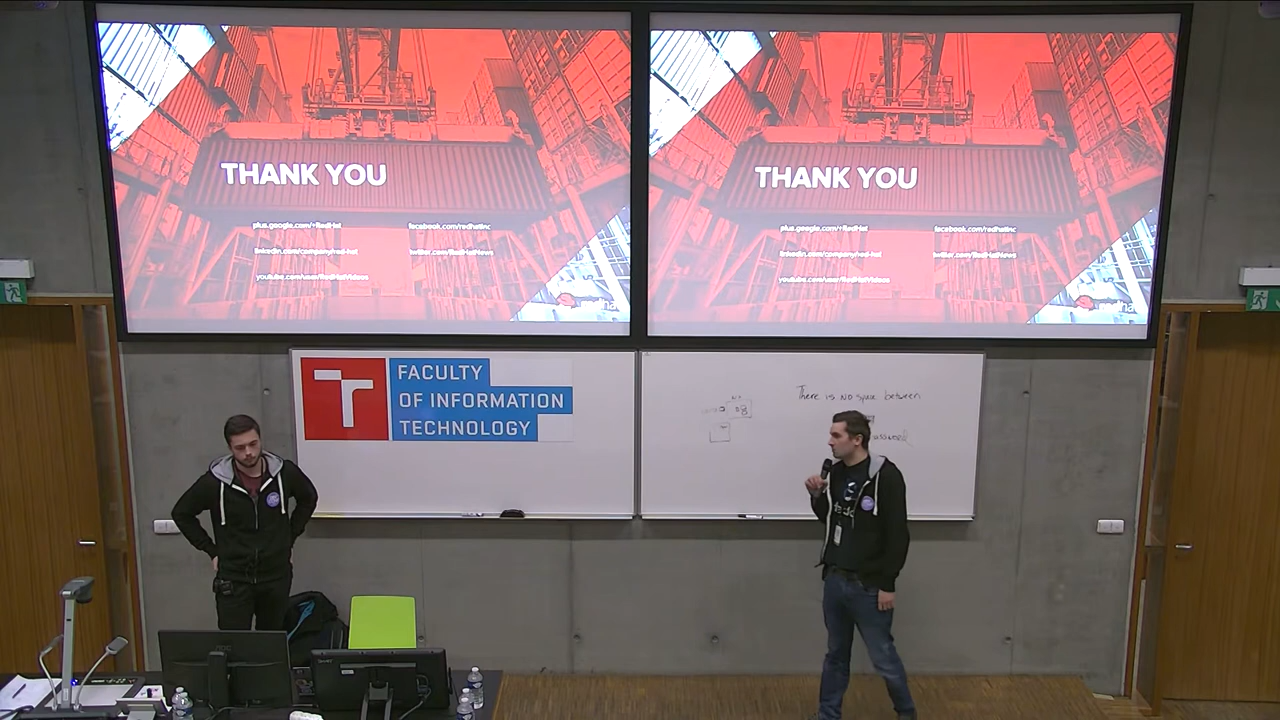 THANK YOU
plus.google.com/+RedHat
facebook.com/redhatinc
linkedin.com/company/red-hat
twitter.com/RedHatNews
youtube.com/user/RedHatVideos
THANK YOU
plus.google.com/+RedHat
facebook.com/redhatinc
linkedin.com/company/red-hat
twitter.com/RedHatNews
youtube.com/user/RedHatVideos
FACULTY
OF INFORMATION
TECHNOLOGY
There is no space between